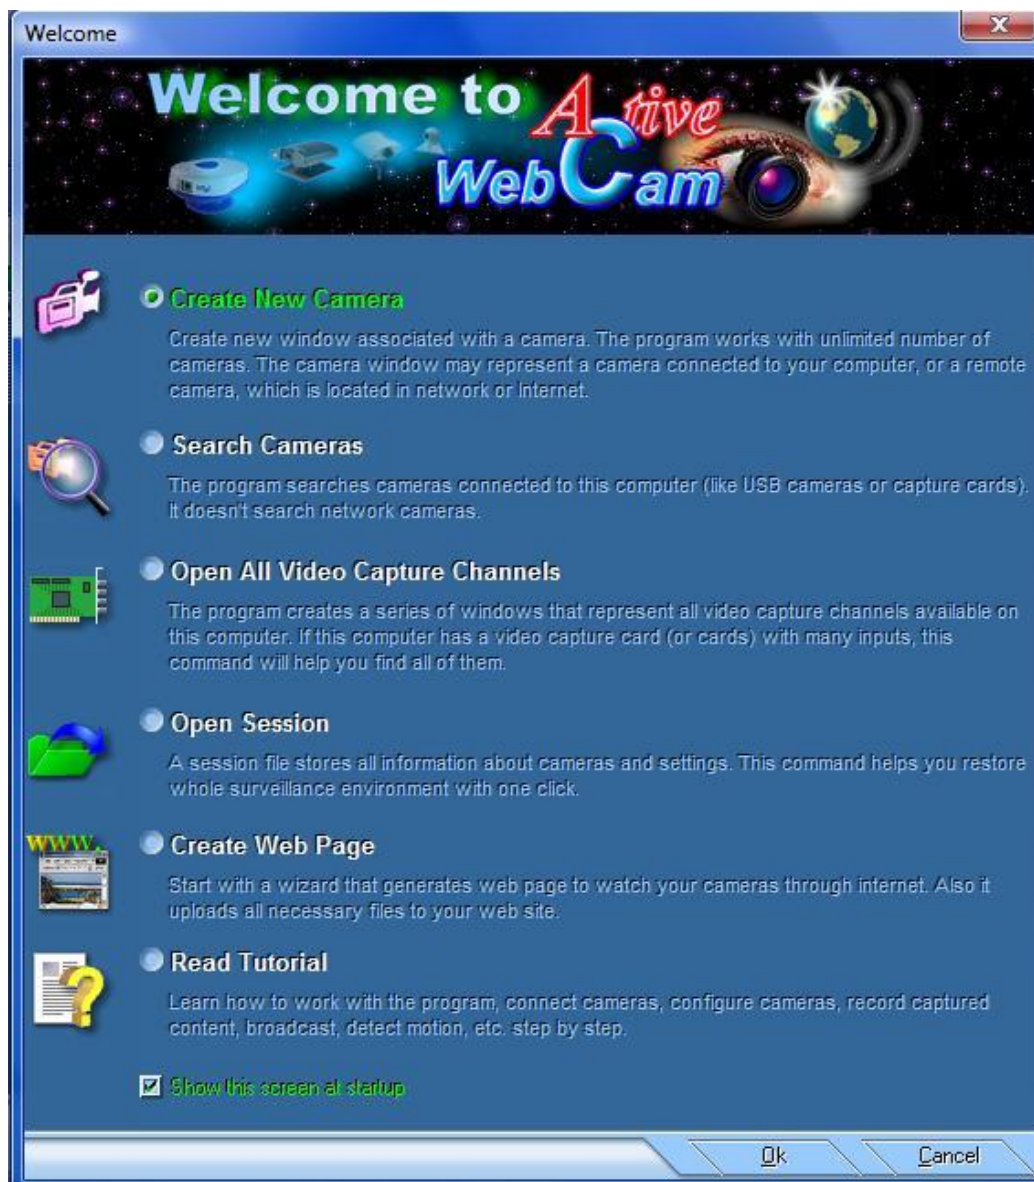 Welcome
X
Welcome to Active
WebCam
Create New Camera
Create new window associated with a camera. The program works with unlimited number of
cameras. The camera window may represent a camera connected to your computer, or a remote
camera, which is located in network or Internet.
Search Cameras
The program searches cameras connected to this computer (like USB cameras or capture cards).
It doesn't search network cameras.
Open All Video Capture Channels
The program creates a series of windows that represent all video capture channels available on
this computer. If this computer has a video capture card (or cards) with many inputs, this
command will help you find all of them.
Open Session
A session file stores all information about cameras and settings. This command helps you restore
whole surveillance environment with one click.
WWW.
Create Web Page
Start with a wizard that generates web page to watch your cameras through internet. Also it
uploads all necessary files to your web site.
Read Tutorial
Learn how to work with the program, connect cameras, configure cameras, record captured
content, broadcast, detect motion, etc. step by step.
Show this screen at startup
Ok Cancel